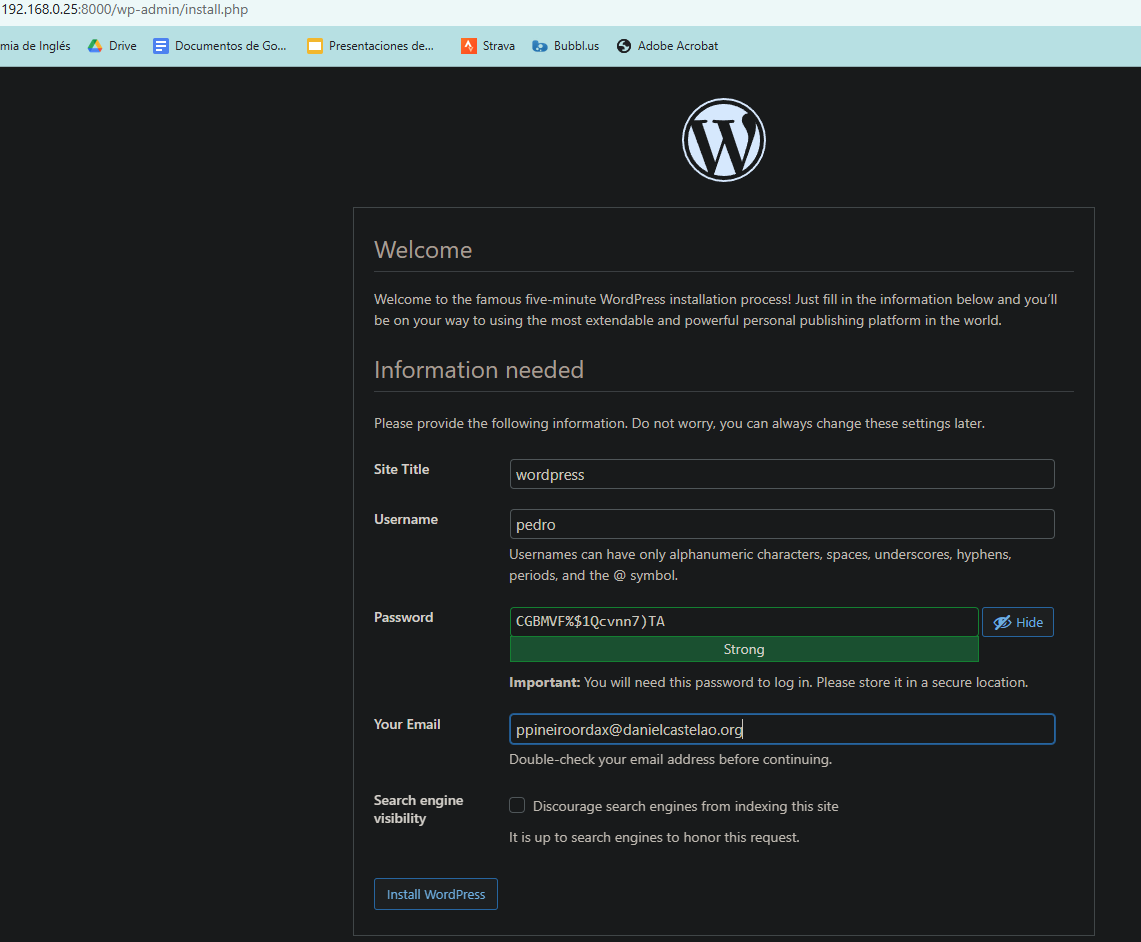 192.168.0.25:8000/wp-admin/install.php
mia de Inglés Drive Documentos de Go... Presentaciones de... Strava Bubbl.us Adobe Acrobat
Welcome
Welcome to the famous five-minute WordPress installation process! Just fill in the information below and you’ll
be on your way to using the most extendable and powerful personal publishing platform in the world.
Information needed
Please provide the following information. Do not worry, you can always change these settings later.
Site Title wordpress
Username pedro
Usernames can have only alphanumeric characters, spaces, underscores, hyphens,
periods, and the @ symbol.
Password CGBMVF%$1Qcvnn7)TA Hide
Strong
Important: You will need this password to log in. Please store it in a secure location.
Your Email ppineiroordax@danielcastelao.org
Double-check your email address before continuing.
Search engine
visibility
Discourage search engines from indexing this site
It is up to search engines to honor this request.
Install WordPress